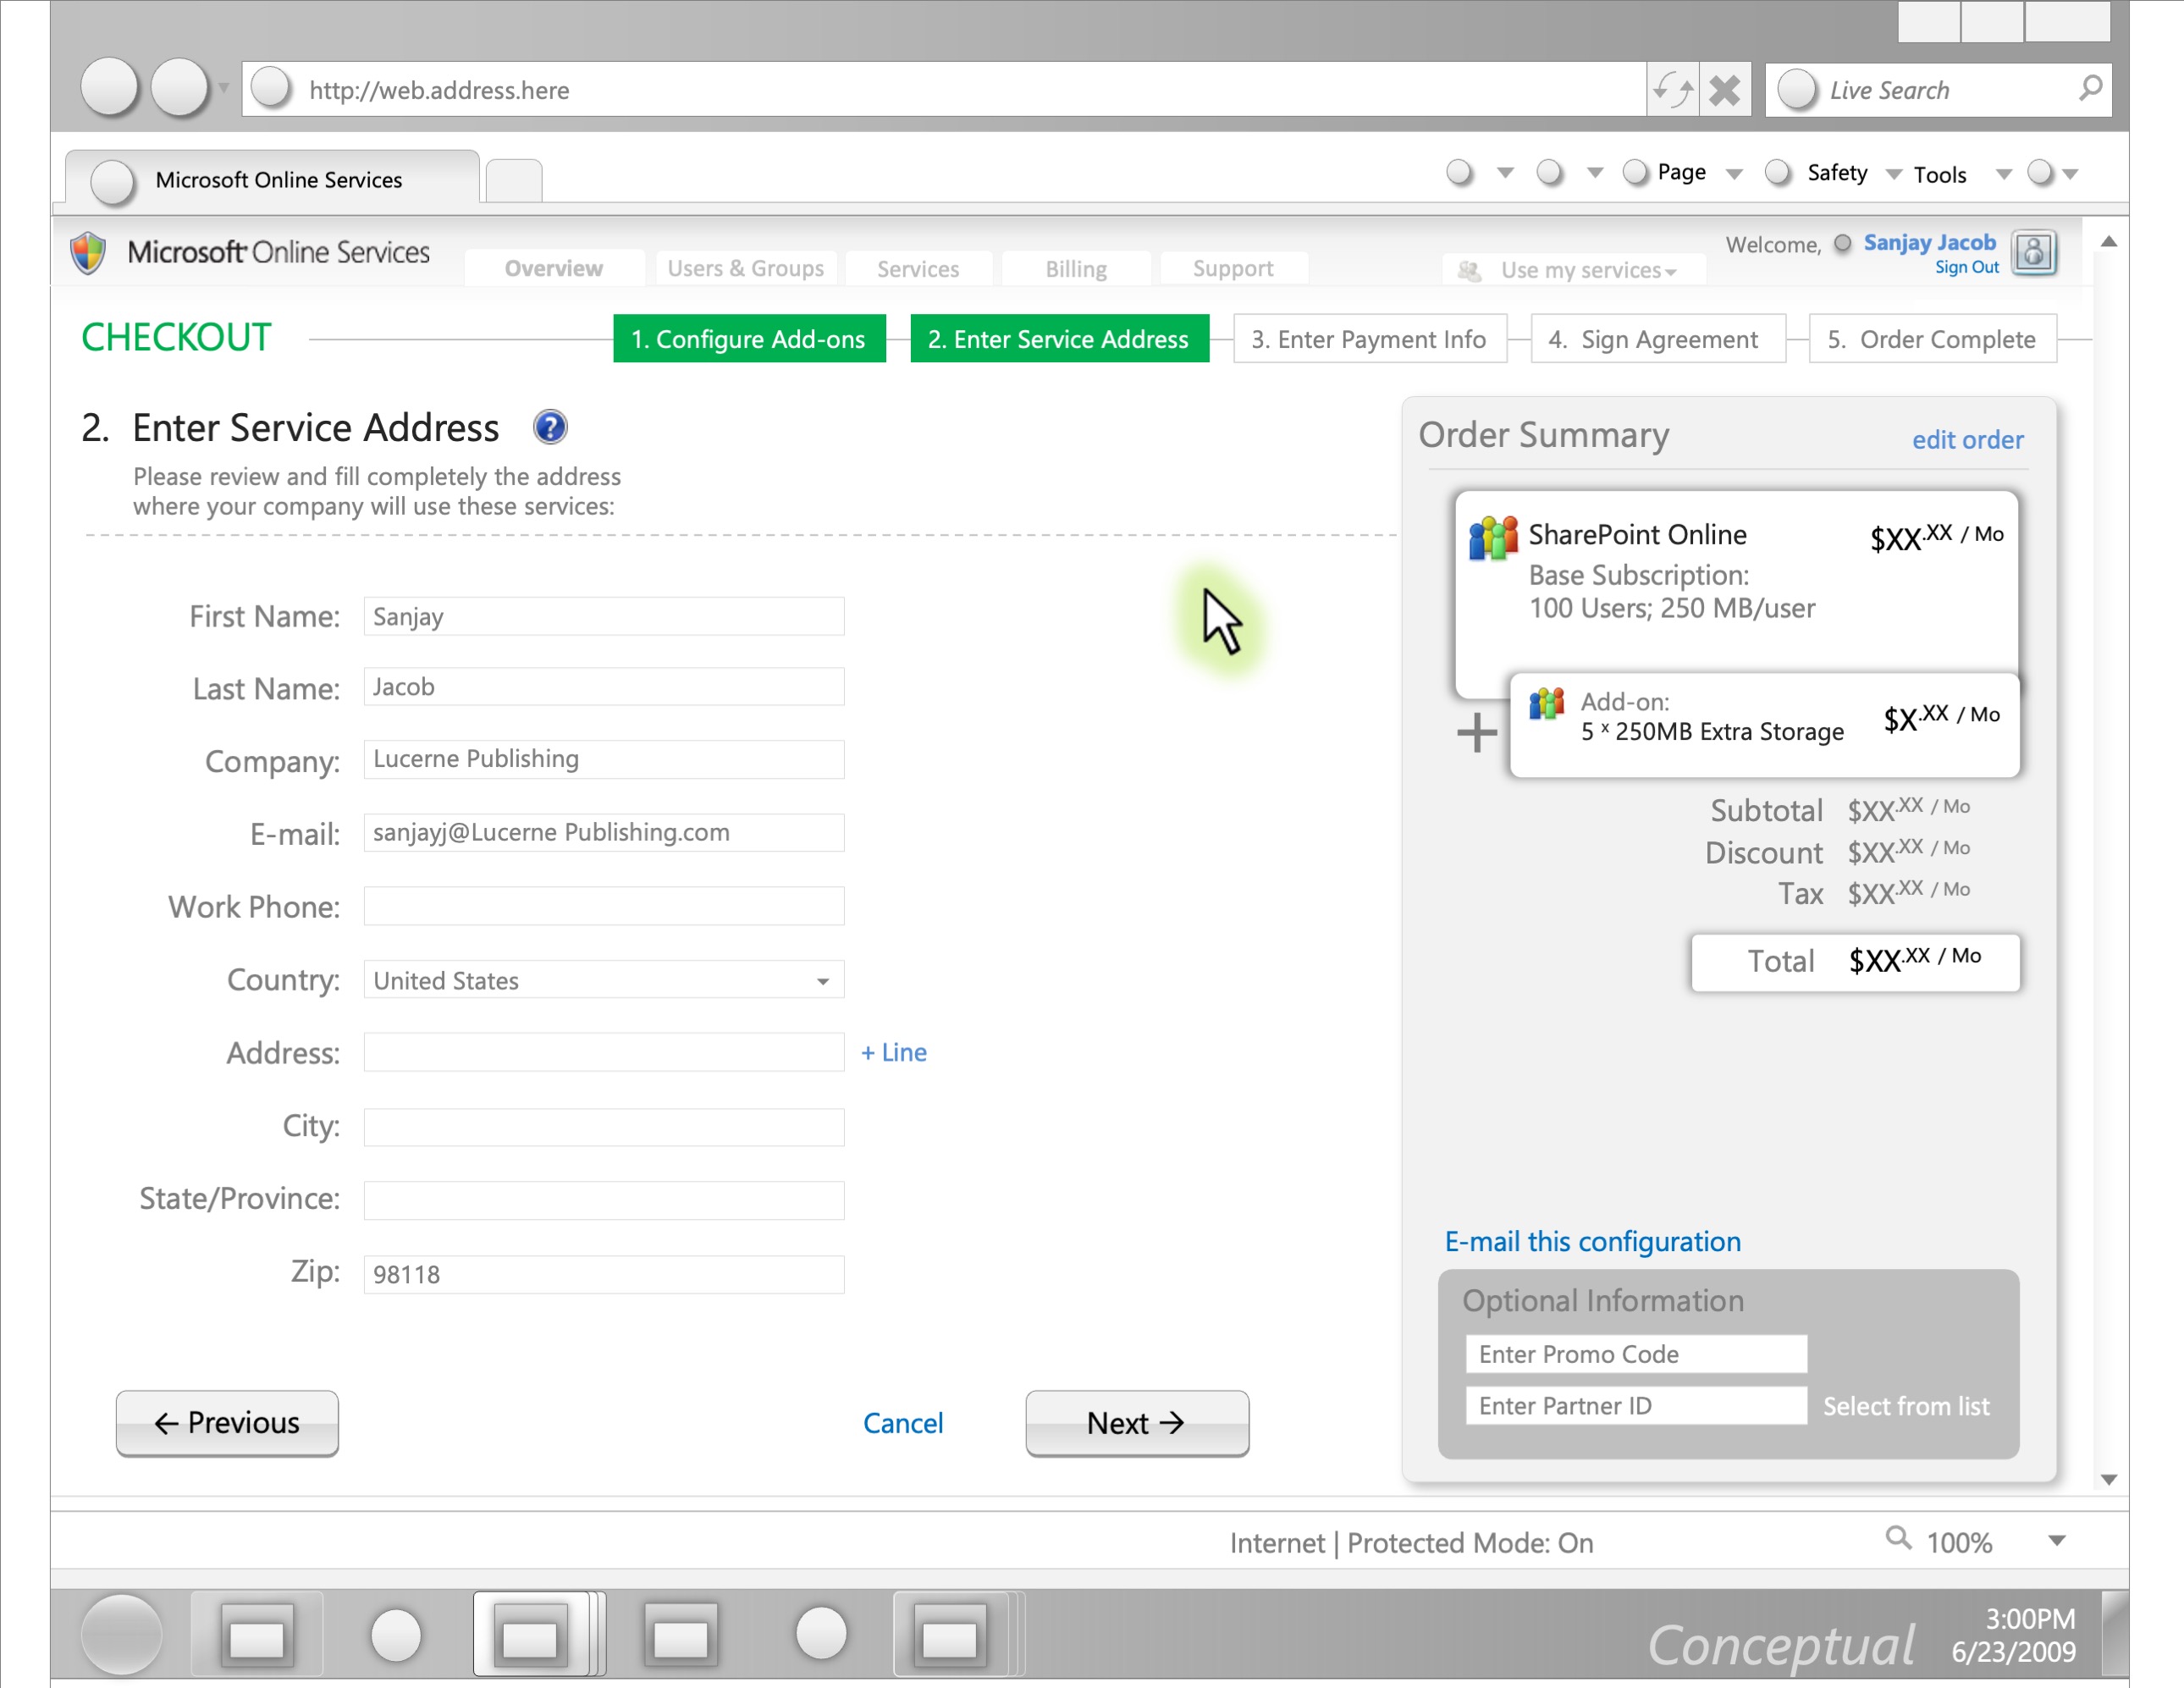 http://web.address.here
Live Search
Microsoft Online Services
Page
Safety
Tools
Microsoft Online Services
Overview
Users & Groups
Services
Billing
Support
Use my services
Welcome,
Sanjay Jacob
Sign Out
CHECKOUT
1. Configure Add-ons
2. Enter Service Address
3. Enter Payment Info
4. Sign Agreement
5. Order Complete
2. Enter Service Address
?
Please review and fill completely the address
where your company will use these services:
First Name: Sanjay
Last Name: Jacob
Company: Lucerne Publishing
E-mail: sanjayj@Lucerne Publishing.com
Work Phone:
Country: United States
Address:
+ Line
City:
State/Province:
Zip: 98118
← Previous
Cancel
Next →
Order Summary
edit order
SharePoint Online
$XX.XX / Mo
Base Subscription:
100 Users; 250 MB/user
+
Add-on:
5 x 250MB Extra Storage
$X.XX / Mo
Subtotal $XX.XX / Mo
Discount $XX.XX / Mo
Tax $XX.XX / Mo
Total $XX.XX / Mo
E-mail this configuration
Optional Information
Enter Promo Code
Enter Partner ID
Select from list
Internet | Protected Mode: On
100%
Conceptual
3:00PM
6/23/2009